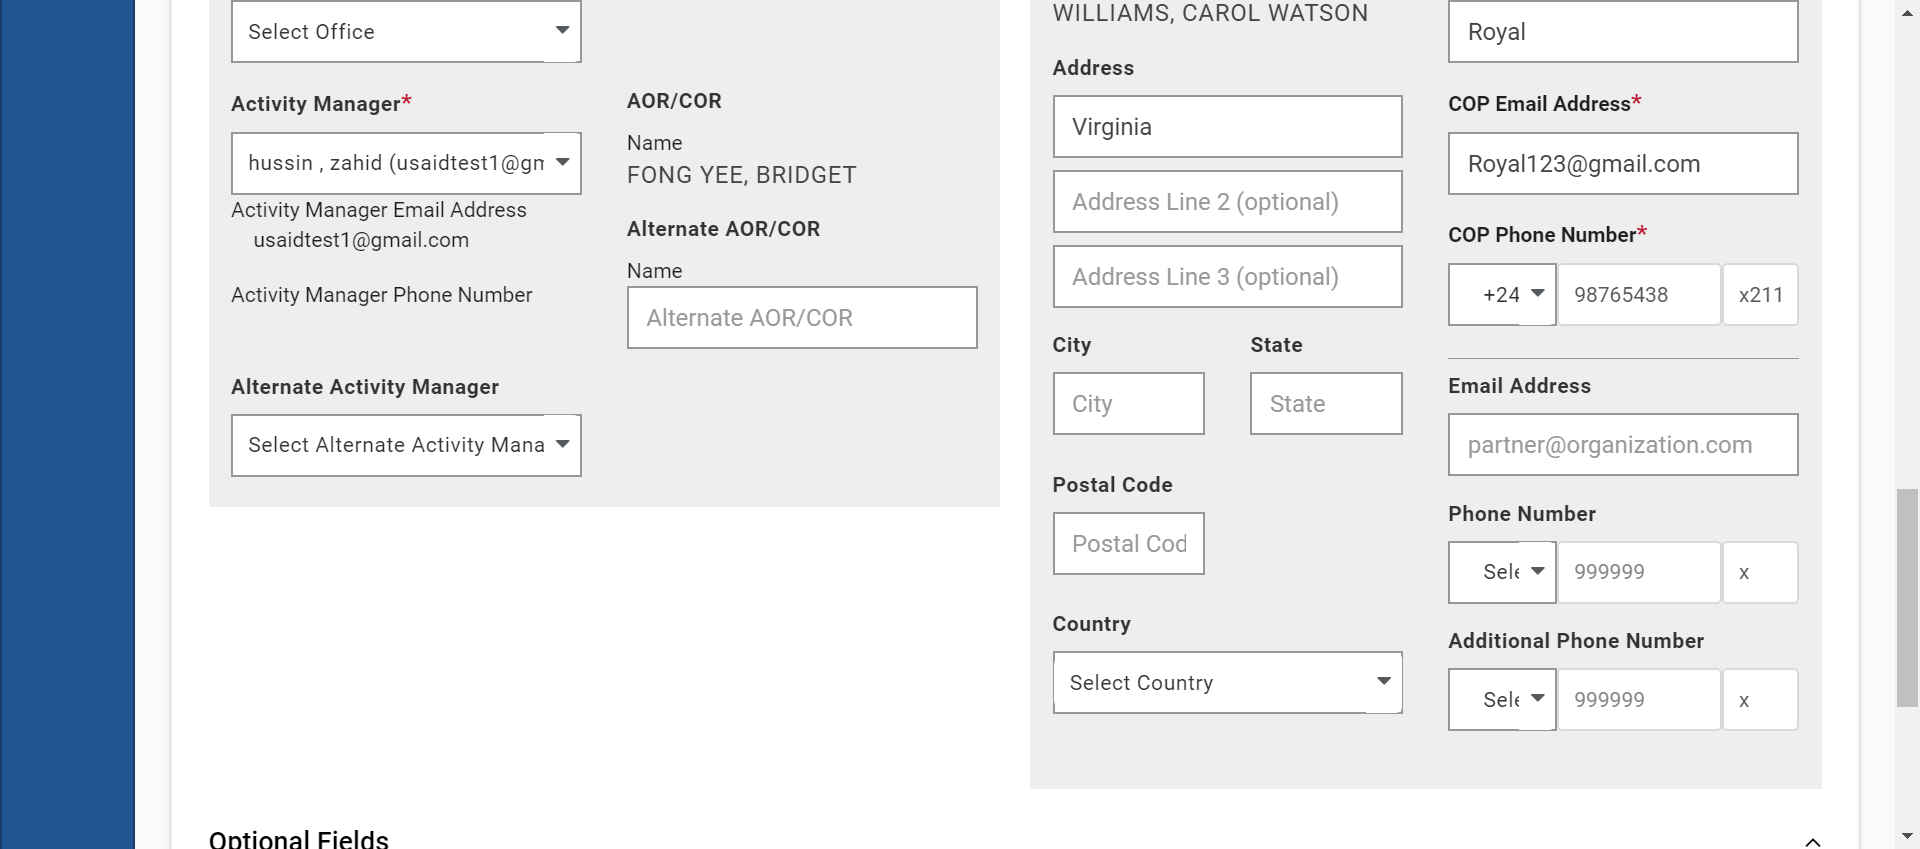 Select Office
Activity Manager*
hussin , zahid (usaidtest1@gm
Activity Manager Email Address
usaidtest1@gmail.com
Activity Manager Phone Number
Alternate Activity Manager
Select Alternate Activity Mana
AOR/COR
Name
FONG YEE, BRIDGET
Alternate AOR/COR
Name
Alternate AOR/COR
WILLIAMS, CAROL WATSON
Address
Virginia
Address Line 2 (optional)
Address Line 3 (optional)
City
State
City
State
Postal Code
Postal Cod
Country
Select Country
Royal
COP Email Address*
Royal123@gmail.com
COP Phone Number*
+24 98765438 x211
Email Address
partner@organization.com
Phone Number
Sele 999999 x
Additional Phone Number
Sele 999999 x
Optional Fields